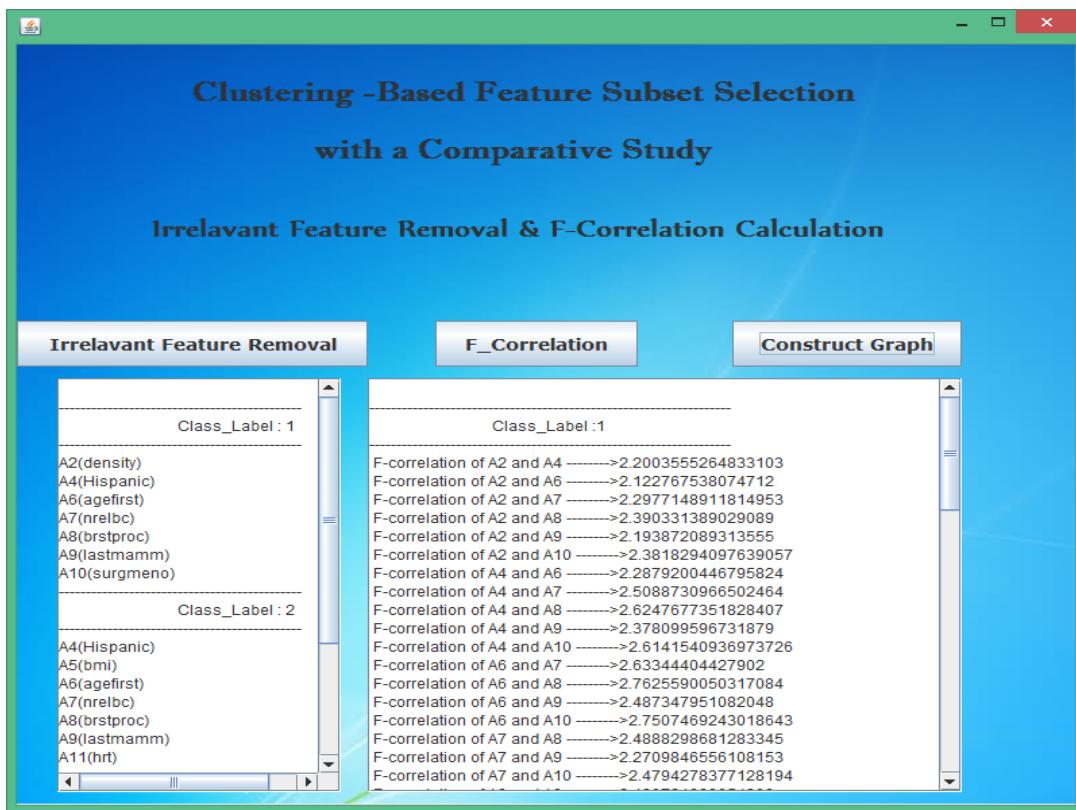 Clustering -Based Feature Subset Selection
with a Comparative Study
Irrelavant Feature Removal & F-Correlation Calculation
Irrelavant Feature Removal
F_Correlation
Construct Graph
Class_Label : 1
A2(density)
A4(Hispanic)
A6(agefirst)
A7(nrelbc)
A8(brstproc)
A9(lastmamm)
A10(surgmeno)
Class_Label : 2
A4(Hispanic)
A5(bmi)
A6(agefirst)
A7(nrelbc)
A8(brstproc)
A9(lastmamm)
A11(hrt)
Class_Label :1
F-correlation of A2 and A4 -------->2.2003555264833103
F-correlation of A2 and A6 -------->2.122767538074712
F-correlation of A2 and A7 -------->2.2977148911814953
F-correlation of A2 and A8 -------->2.390331389029089
F-correlation of A2 and A9 -------->2.193872089313555
F-correlation of A2 and A10 -------->2.3818294097639057
F-correlation of A4 and A6 -------->2.2879200446795824
F-correlation of A4 and A7 -------->2.5088730966502464
F-correlation of A4 and A8 -------->2.6247677351828407
F-correlation of A4 and A9 -------->2.378099596731879
F-correlation of A4 and A10 -------->2.6141540936973726
F-correlation of A6 and A7 -------->2.63344404427902
F-correlation of A6 and A8 -------->2.7625590050317084
F-correlation of A6 and A9 -------->2.487347951082048
F-correlation of A6 and A10 -------->2.7507469243018643
F-correlation of A7 and A8 -------->2.4888298681283345
F-correlation of A7 and A9 -------->2.2709846556108153
F-correlation of A7 and A10 -------->2.4794278377128194